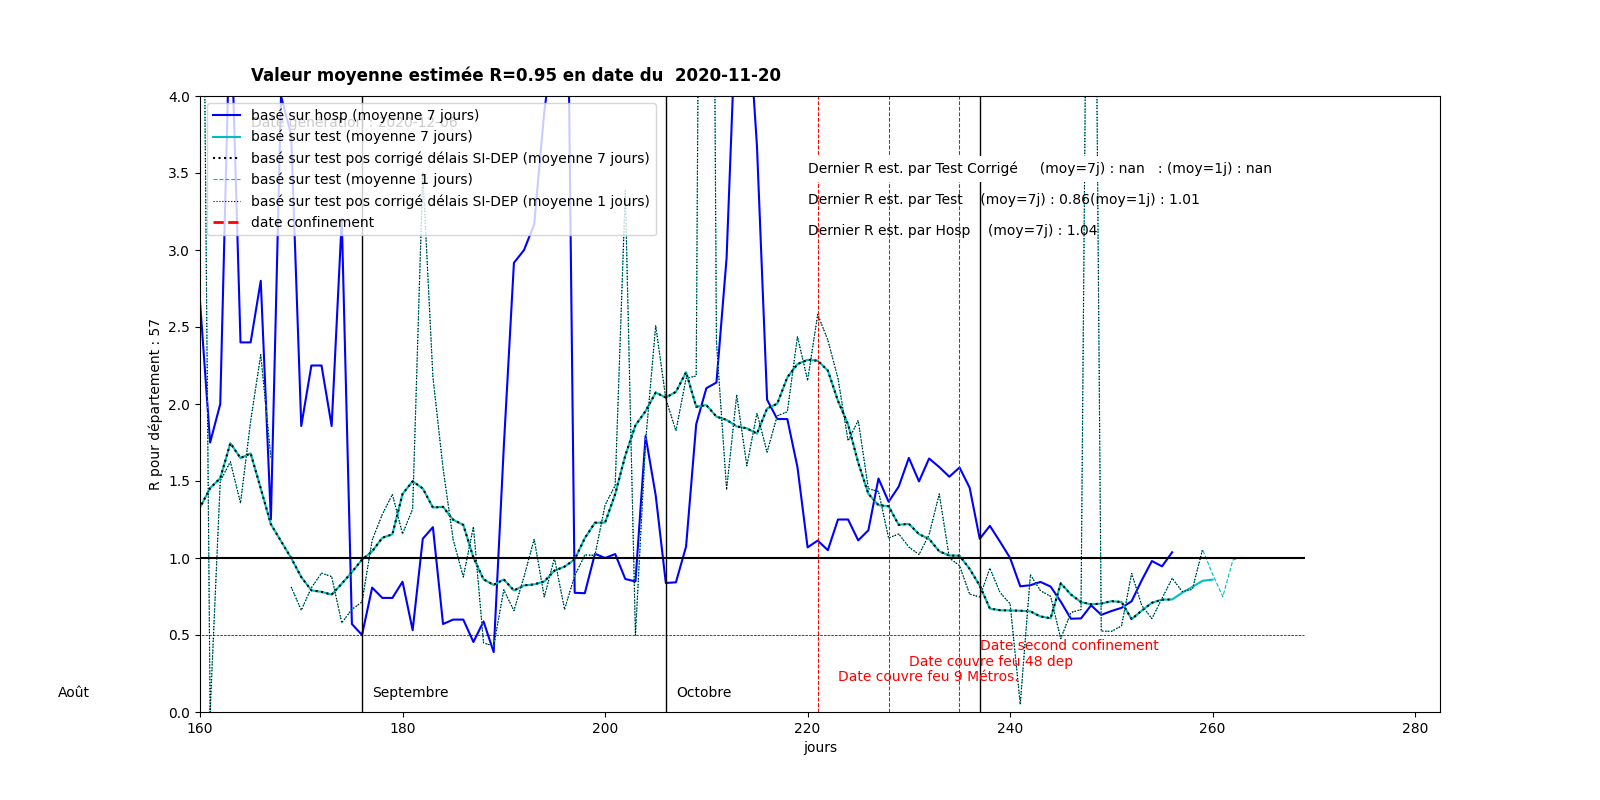 Valeur moyenne estimée R=0.95 en date du  2020-11-20
Date génération : 2020-12-06
basé sur hosp (moyenne 7 jours)
basé sur test (moyenne 7 jours)
basé sur test pos corrigé délais SI-DEP (moyenne 7 jours)
basé sur test (moyenne 1 jours)
basé sur test pos corrigé délais SI-DEP (moyenne 1 jours)
date confinement
Dernier R est. par Test Corrigé     (moy=7j) : nan   : (moy=1j) : nan
Dernier R est. par Test    (moy=7j) : 0.86(moy=1j) : 1.01
Dernier R est. par Hosp    (moy=7j) : 1.04
R pour département : 57
4.0
3.5
3.0
2.5
2.0
1.5
1.0
0.5
0.0
Date second confinement
Date couvre feu 48 dep
Date couvre feu 9 Métros.
Août
Septembre
Octobre
160 180 200 220 240 260 280
jours